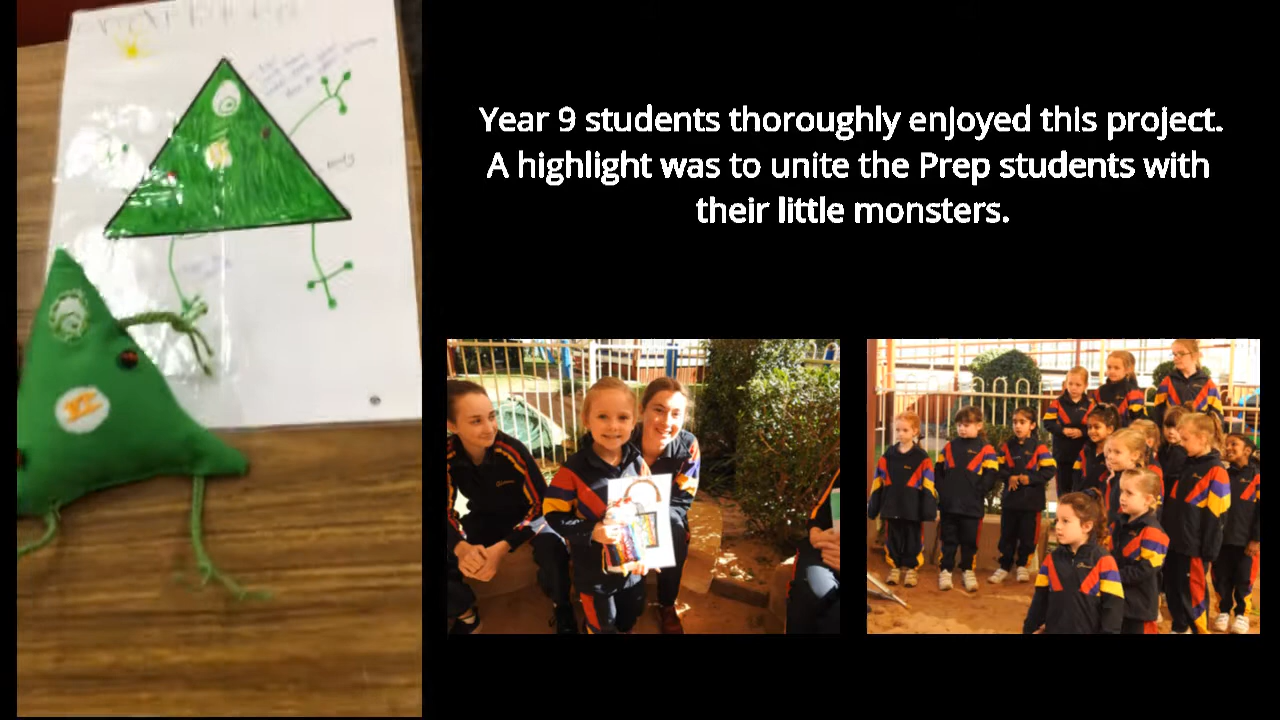 Year 9 students thoroughly enjoyed this project.
A highlight was to unite the Prep students with
their little monsters.